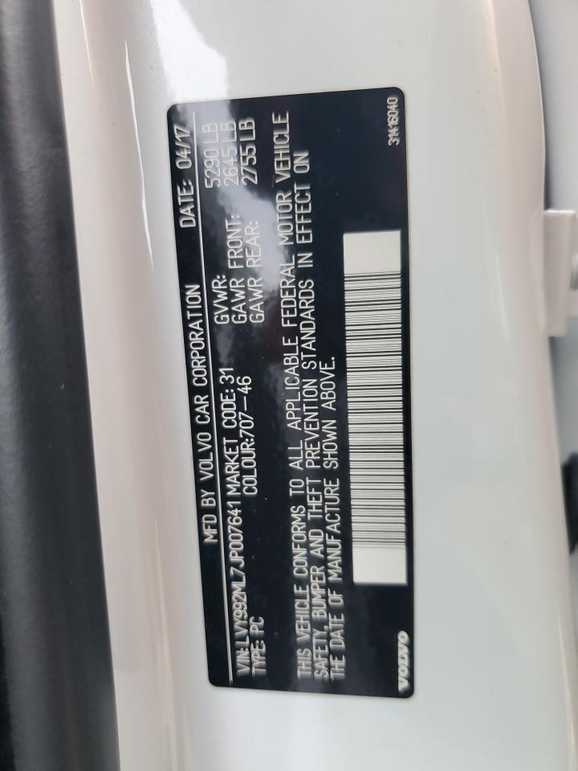 MFD BY VOLVO CAR CORPORATION DATE: 04/17
VIN: LVY992ML7JP007641 MARKET CODE: 31 GVWR: 5290 LB
TYPE: PC COLOUR:707-46 GAWR FRONT: 2645 LB
GAWR REAR: 2755 LB
THIS VEHICLE CONFORMS TO ALL APPLICABLE FEDERAL MOTOR VEHICLE
SAFETY, BUMPER AND THEFT PREVENTION STANDARDS IN EFFECT ON
THE DATE OF MANUFACTURE SHOWN ABOVE.
VOLVO 31416040